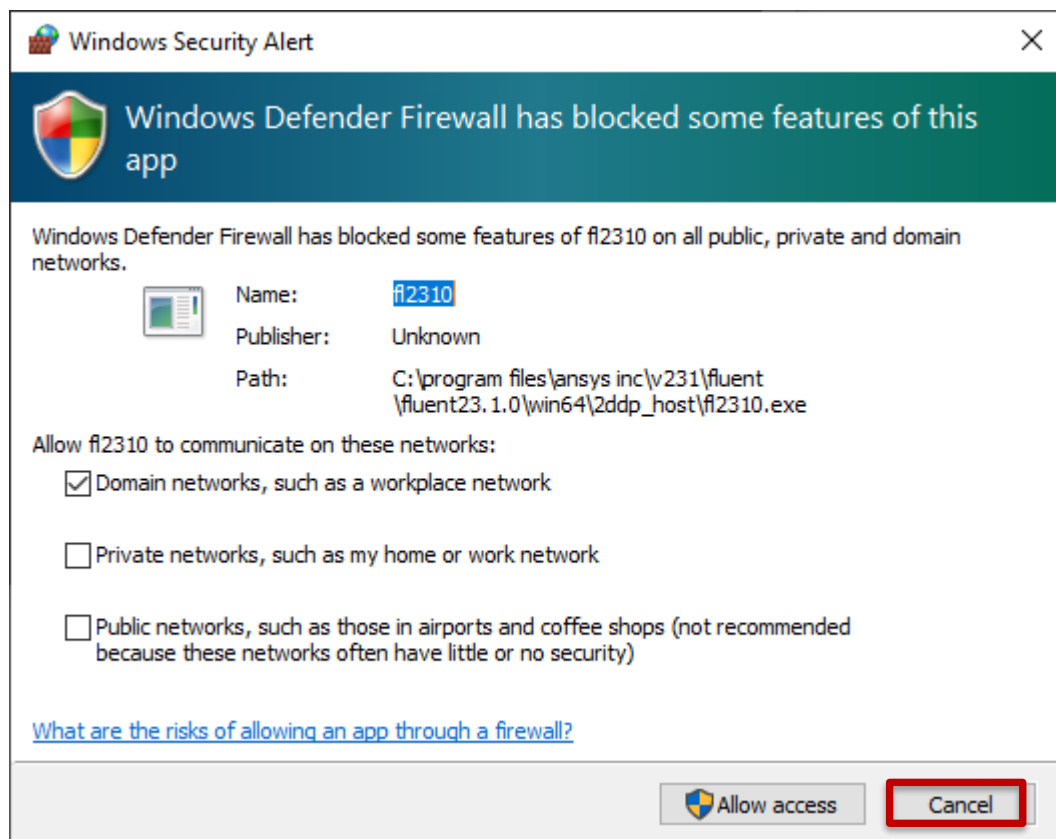 Windows Security Alert
Windows Defender Firewall has blocked some features of this
app
Windows Defender Firewall has blocked some features of fl2310 on all public, private and domain
networks.
Name: fl2310
Publisher: Unknown
Path: C:\program files\ansys inc\v231\fluent
\fluent23.1.0\win64\2ddp_host\fl2310.exe
Allow fl2310 to communicate on these networks:
Domain networks, such as a workplace network
Private networks, such as my home or work network
Public networks, such as those in airports and coffee shops (not recommended
because these networks often have little or no security)
What are the risks of allowing an app through a firewall?
Allow access Cancel